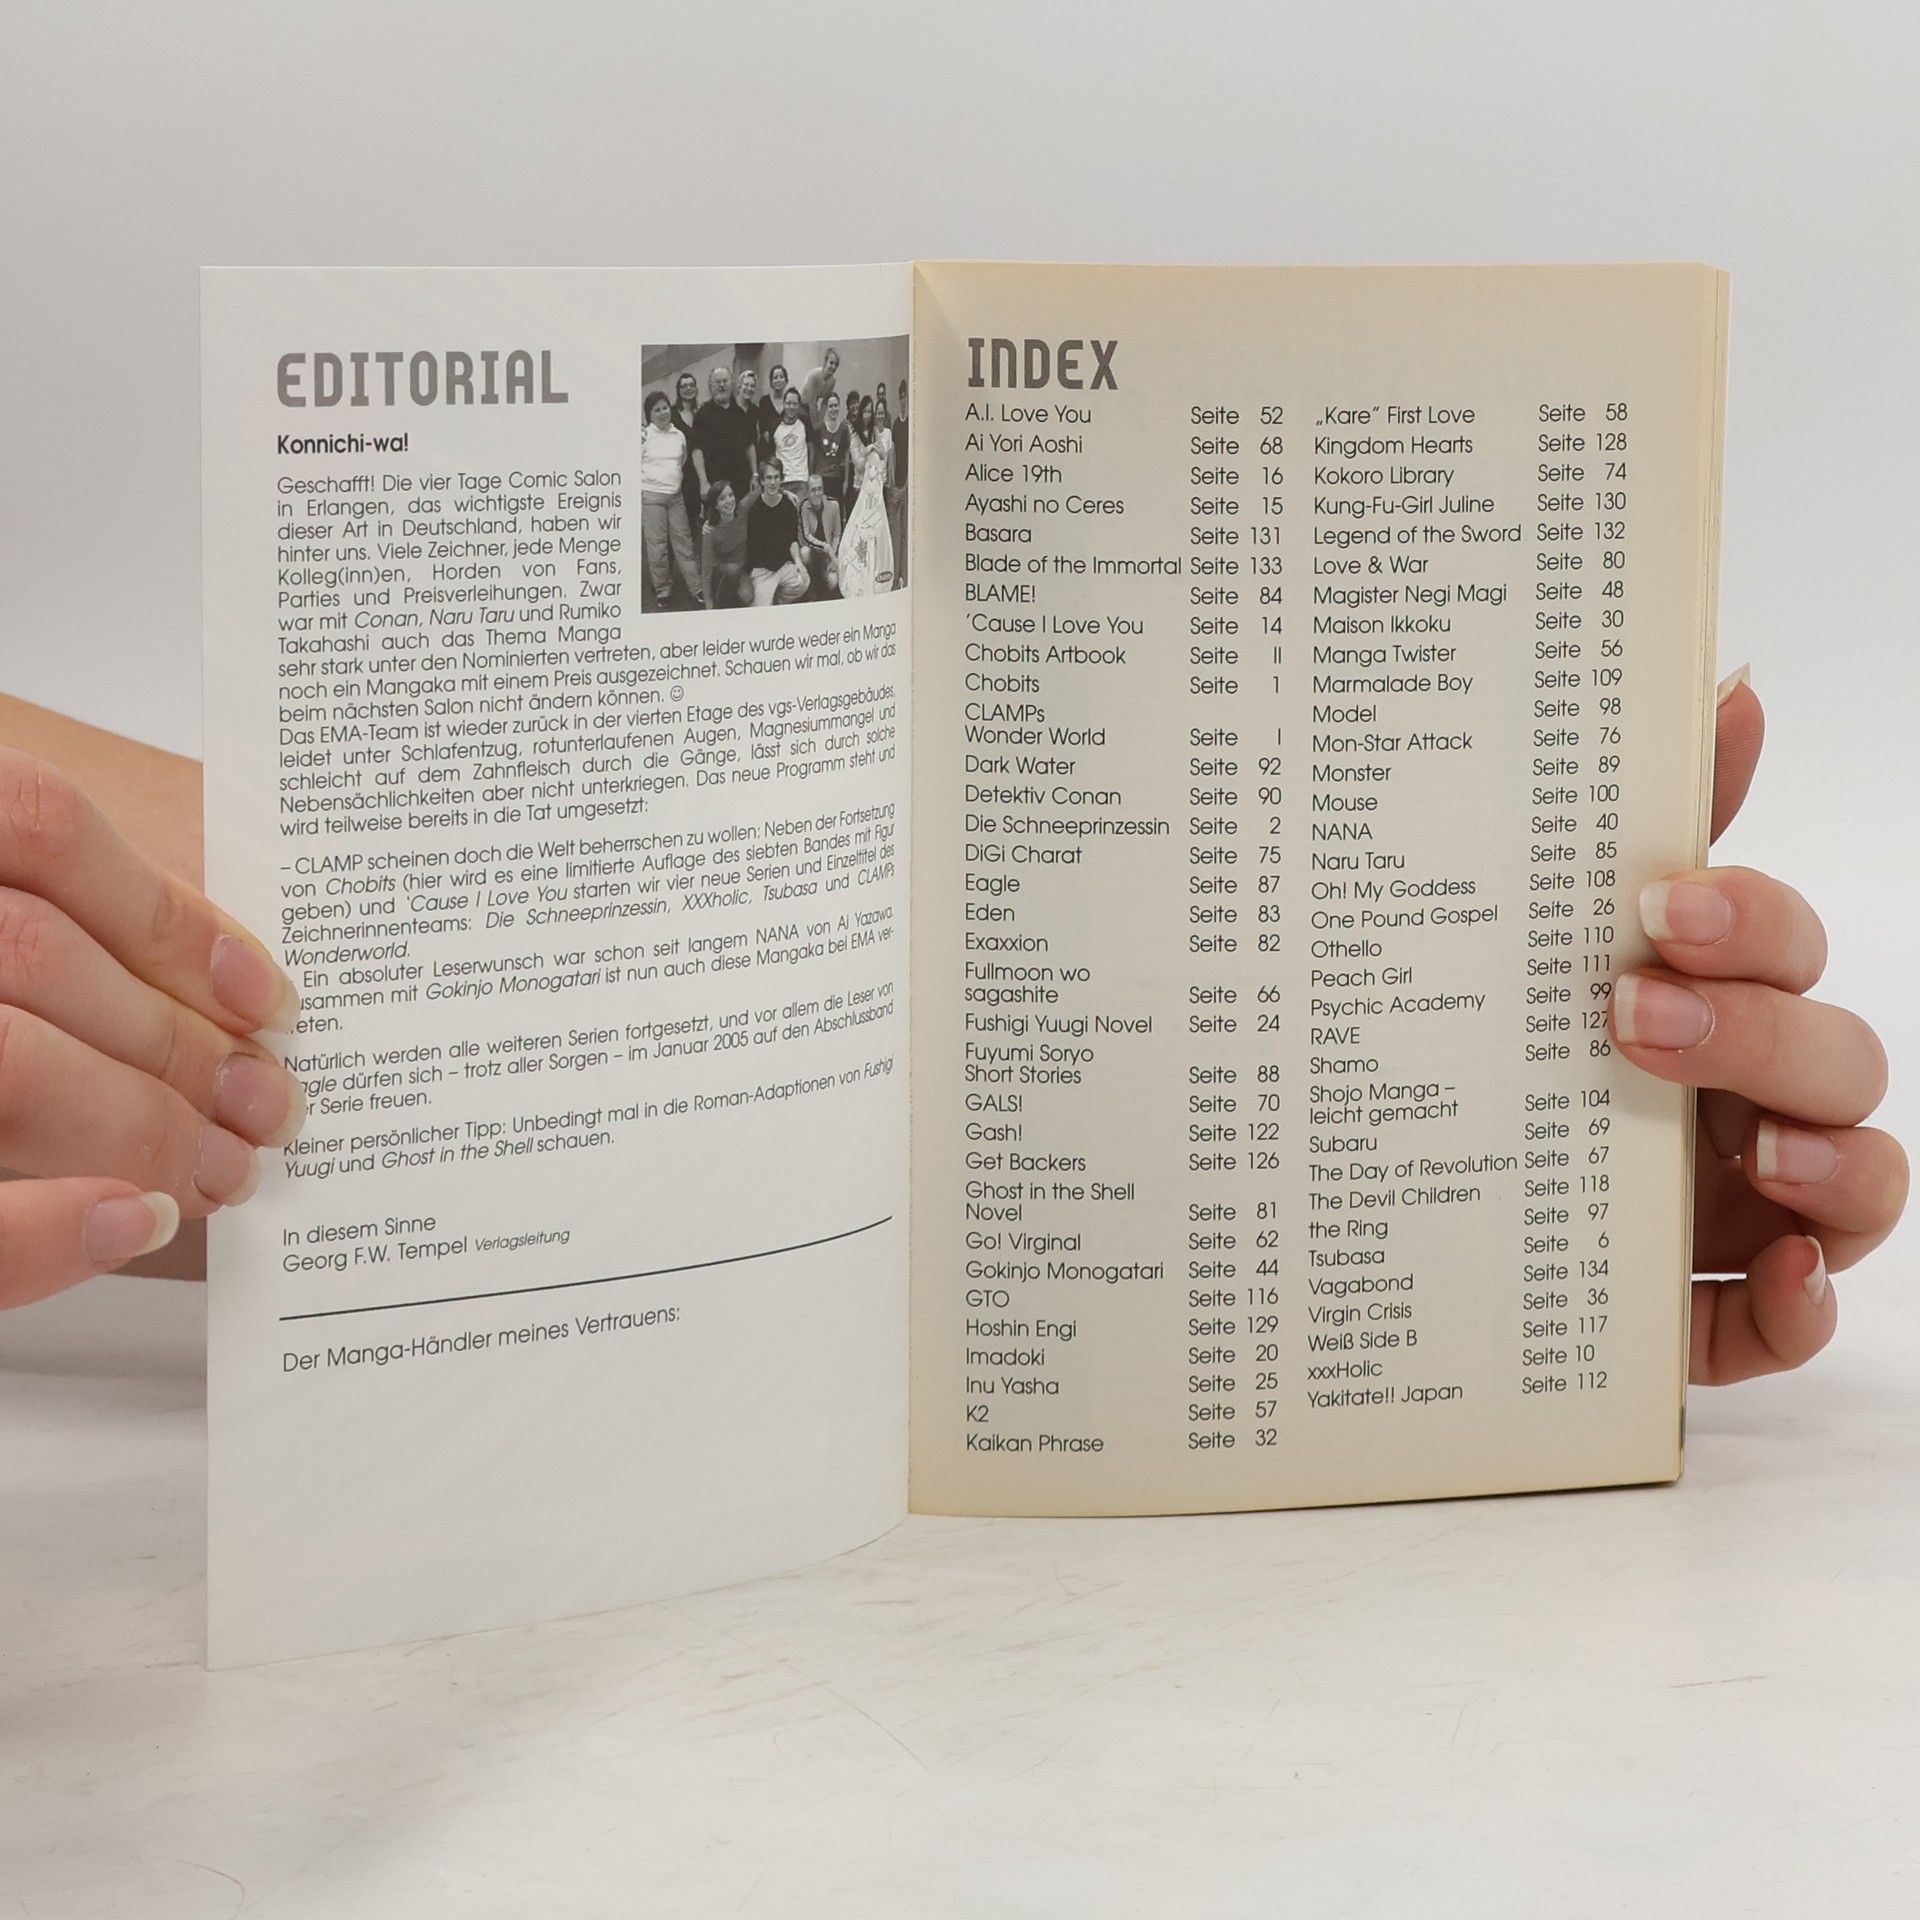 EDITORIAL
Konnichi-wa!
Geschafft! Die vier Tage Comic Salon
in Erlangen, das wichtigste Ereignis
dieser Art in Deutschland, haben wir
hinter uns. Viele Zeichner, jede Menge
Kolleg(inn)en, Horden von Fans,
Parties und Preisverleihungen. Zwar
war mit Conan, Naru Taru und Rumiko
Takahashi auch das Thema Manga
sehr stark unter den Nominierten vertreten, aber leider wurde weder ein Manga
noch ein Mangaka mit einem Preis ausgezeichnet. Schauen wir mal, ob wir das
beim nächsten Salon nicht ändern können. ☺
Das EMA-Team ist wieder zurück in der vierten Etage des vgs-Verlagsgebäudes,
leidet unter Schlafentzug, rotunterlaufenen Augen, Magnesiummangel und
schleicht auf dem Zahnfleisch durch die Gänge, lässt sich durch solche
Nebensächlichkeiten aber nicht unterkriegen. Das neue Programm steht und
wird teilweise bereits in die Tat umgesetzt:
– CLAMP scheinen doch die Welt beherrschen zu wollen: Neben der Fortsetzung
von Chobits (hier wird es eine limitierte Auflage des siebten Bandes mit Figur
geben) und ‘Cause I Love You starten wir vier neue Serien und Einzeltitel des
Zeichnerinnenteams: Die Schneeprinzessin, XXXholic, Tsubasa und CLAMPs
Wonderworld.
Ein absoluter Leserwunsch war schon seit langem NANA von Ai Yazawa.
usammen mit Gokinjo Monogatari ist nun auch diese Mangaka bei EMA ver-
reten.
Natürlich werden alle weiteren Serien fortgesetzt, und vor allem die Leser von
agle dürfen sich – trotz aller Sorgen – im Januar 2005 auf den Abschlussband
r Serie freuen.
Kleiner persönlicher Tipp: Unbedingt mal in die Roman-Adaptionen von Fushigi
Yuugi und Ghost in the Shell schauen.
In diesem Sinne
Georg F.W. Tempel Verlagsleitung
Der Manga-Händler meines Vertrauens:
INDEX
A.I. Love You Seite 52
Ai Yori Aoshi Seite 68
Alice 19th Seite 16
Ayashi no Ceres Seite 15
Basara Seite 131
Blade of the Immortal Seite 133
BLAME! Seite 84
‘Cause I Love You Seite 14
Chobits Artbook Seite II
Chobits Seite 1
CLAMPs
Wonder World Seite I
Dark Water Seite 92
Detektiv Conan Seite 90
Die Schneeprinzessin Seite 2
DiGi Charat Seite 75
Eagle Seite 87
Eden Seite 83
Exaxxion Seite 82
Fullmoon wo
sagashite Seite 66
Fushigi Yuugi Novel Seite 24
Fuyumi Soryo
Short Stories Seite 88
GALS! Seite 70
Gash! Seite 122
Get Backers Seite 126
Ghost in the Shell
Novel Seite 81
Go! Virginal Seite 62
Gokinjo Monogatari Seite 44
GTO Seite 116
Hoshin Engi Seite 129
Imadoki Seite 20
Inu Yasha Seite 25
K2 Seite 57
Kaikan Phrase Seite 32
„Kare“ First Love Seite 58
Kingdom Hearts Seite 128
Kokoro Library Seite 74
Kung-Fu-Girl Juline Seite 130
Legend of the Sword Seite 132
Love & War Seite 80
Magister Negi Magi Seite 48
Maison Ikkoku Seite 30
Manga Twister Seite 56
Marmalade Boy Seite 109
Model Seite 98
Mon-Star Attack Seite 76
Monster Seite 89
Mouse Seite 100
NANA Seite 40
Naru Taru Seite 85
Oh! My Goddess Seite 108
One Pound Gospel Seite 26
Othello Seite 110
Peach Girl Seite 111
Psychic Academy Seite 99
RAVE Seite 127
Shamo Seite 86
Shojo Manga –
leicht gemacht Seite 104
Subaru Seite 69
The Day of Revolution Seite 67
The Devil Children Seite 118
the Ring Seite 97
Tsubasa Seite 6
Vagabond Seite 134
Virgin Crisis Seite 36
Weiß Side B Seite 117
xxxHolic Seite 10
Yakitate!! Japan Seite 112